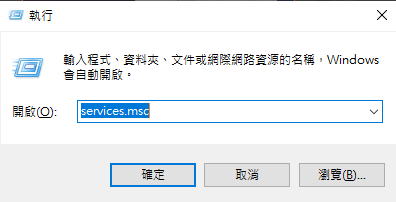 執行
輸入程式、資料夾、文件或網際網路資源的名稱，Windows
會自動開啟。
開啟(O): services.msc
確定 取消 瀏覽(B)...